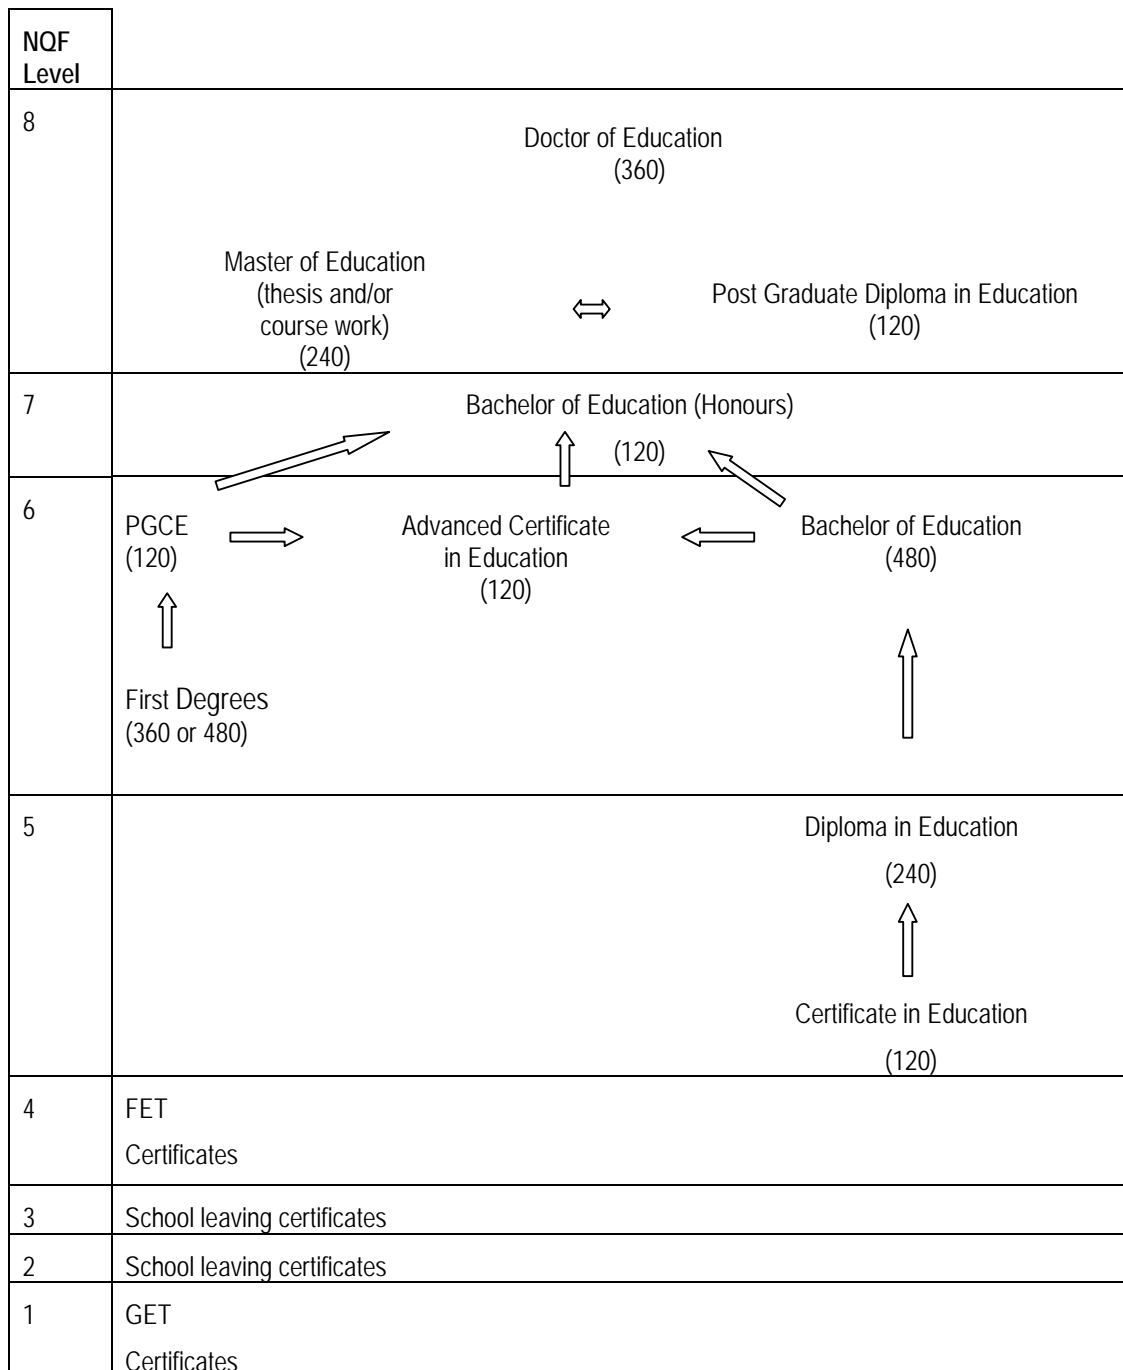 NQF
Level
8
Doctor of Education
(360)
Master of Education
(thesis and/or
course work)
(240)
Post Graduate Diploma in Education
(120)
7
Bachelor of Education (Honours)
(120)
6
PGCE
(120)
Advanced Certificate
in Education
(120)
Bachelor of Education
(480)
First Degrees
(360 or 480)
5
Diploma in Education
(240)
Certificate in Education
(120)
4
FET
Certificates
3
School leaving certificates
2
School leaving certificates
1
GET
Certificates